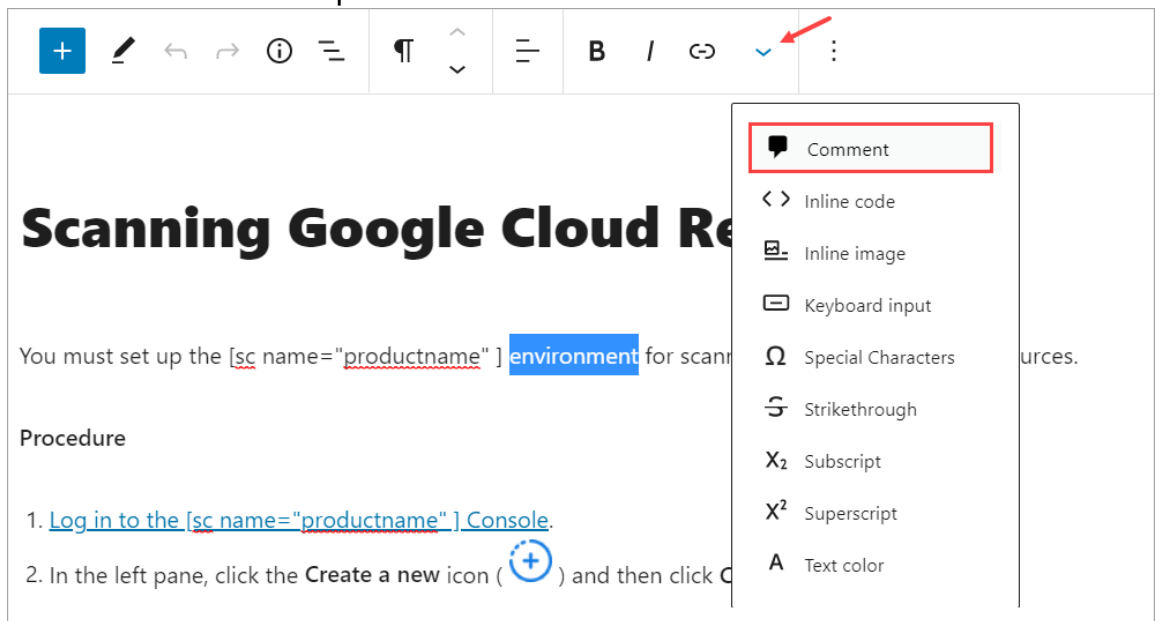 B I
Comment
Inline code
Inline image
Keyboard input
Special Characters
Strikethrough
X₂ Subscript
X² Superscript
A Text color
Scanning Google Cloud Re
You must set up the [sc name="productname" ] environment for scann
urces.
Procedure
1. Log in to the [sc name="productname" ] Console.
2. In the left pane, click the Create a new icon ( + ) and then click C